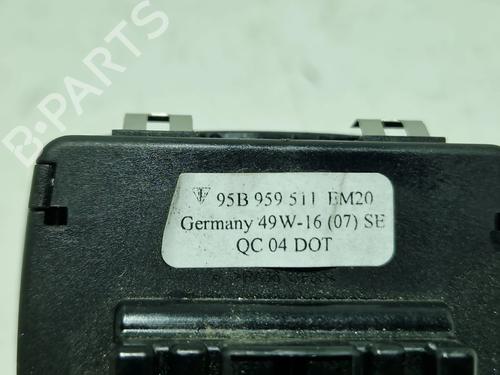 B-PARTS
95B 959 511 EM20
Germany 49W-16 (07) SE
QC 04 DOT